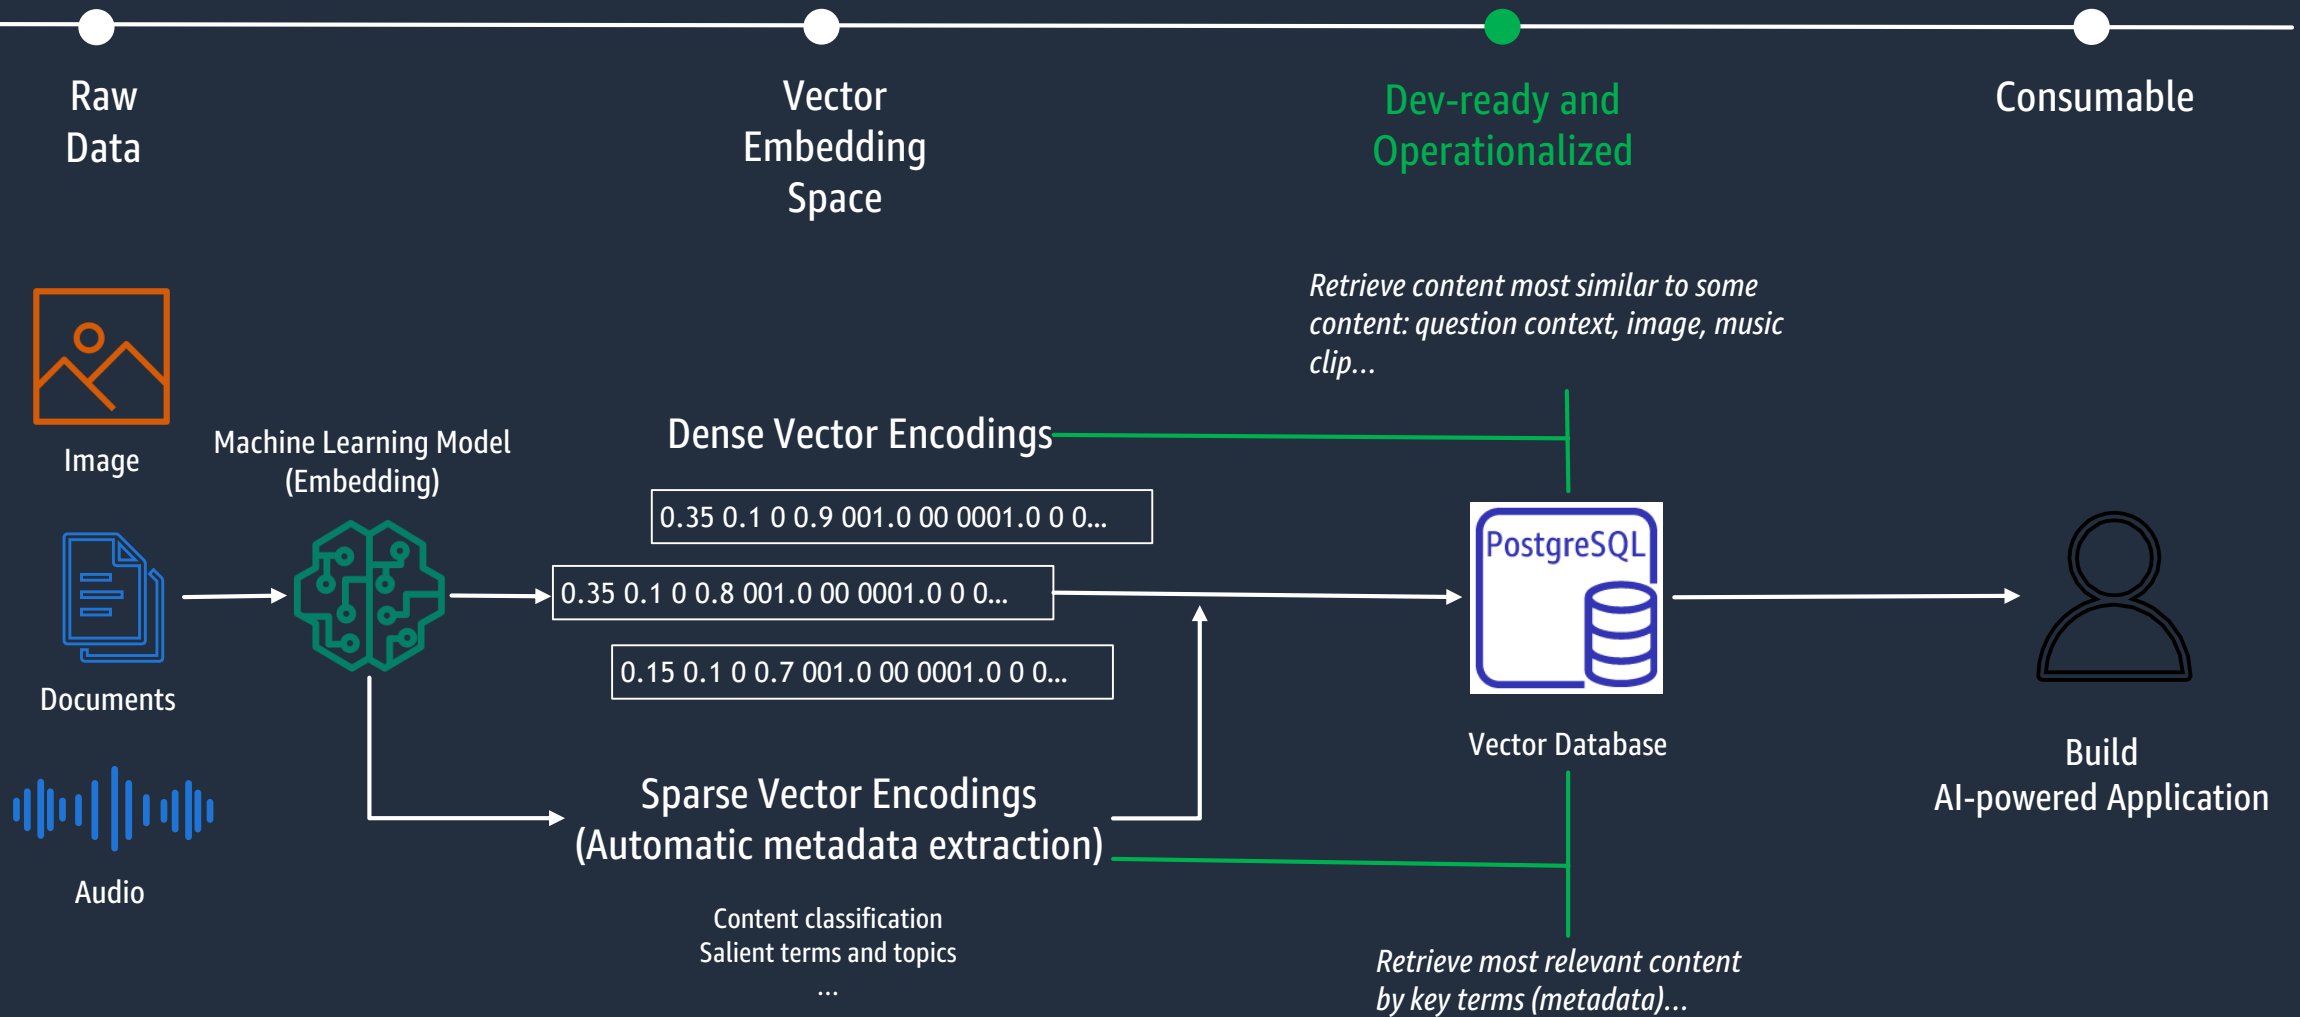 Raw
Data
Vector
Embedding
Space
Dev-ready and
Operationalized
Consumable
Retrieve content most similar to some
content: question context, image, music
clip...
Image
Machine Learning Model
(Embedding)
Dense Vector Encodings
0.35 0.1 0 0.9 001.0 00 0001.0 0 0...
0.35 0.1 0 0.8 001.0 00 0001.0 0 0...
0.15 0.1 0 0.7 001.0 00 0001.0 0 0...
PostgreSQL
Documents
Vector Database
Build
AI-powered Application
Sparse Vector Encodings
(Automatic metadata extraction)
Audio
Content classification
Salient terms and topics
...
Retrieve most relevant content
by key terms (metadata)...